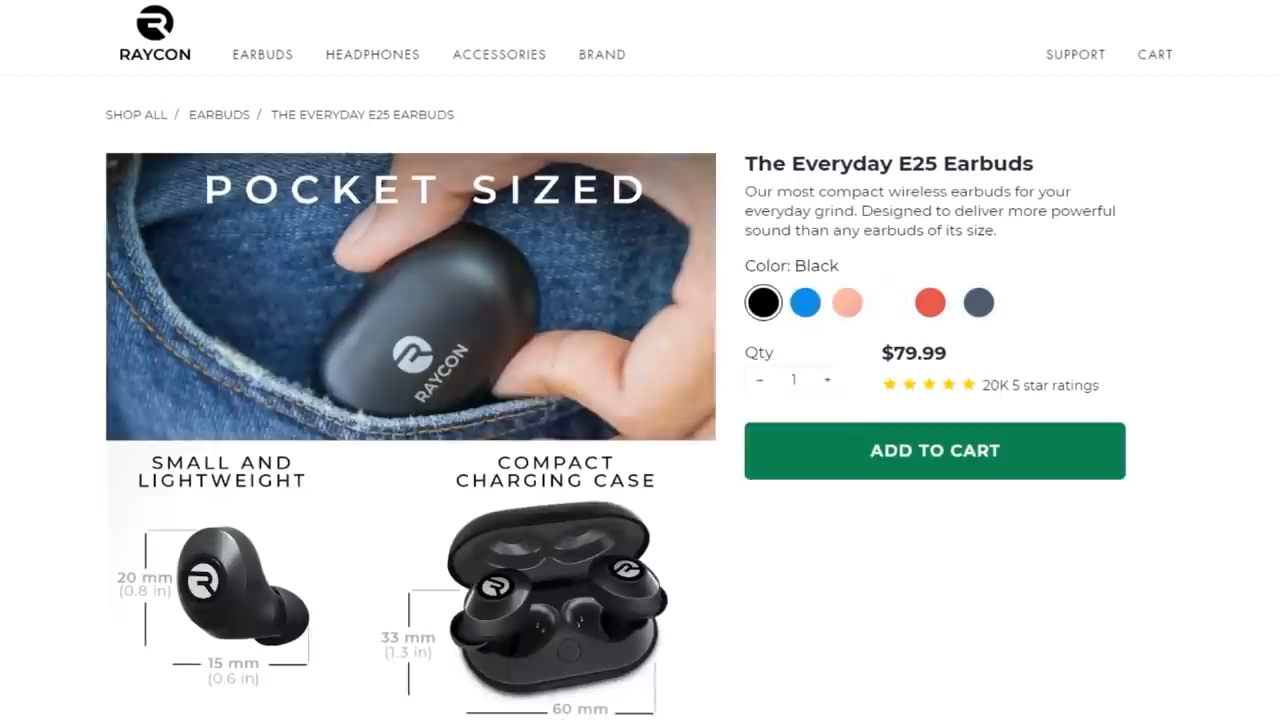 RAYCON
EARBUDS
HEADPHONES
ACCESSORIES
BRAND
SUPPORT
CART
SHOP ALL / EARBUDS / THE EVERYDAY E25 EARBUDS
POCKET SIZED
RAYCON
SMALL AND
LIGHTWEIGHT
20 mm
(0.8 in)
15 mm
(0.6 in)
COMPACT
CHARGING CASE
33 mm
(1.3 in)
60 mm
The Everyday E25 Earbuds
Our most compact wireless earbuds for your
everyday grind. Designed to deliver more powerful
sound than any earbuds of its size.
Color: Black
Qty
$79.99
− 1 +
20K 5 star ratings
ADD TO CART